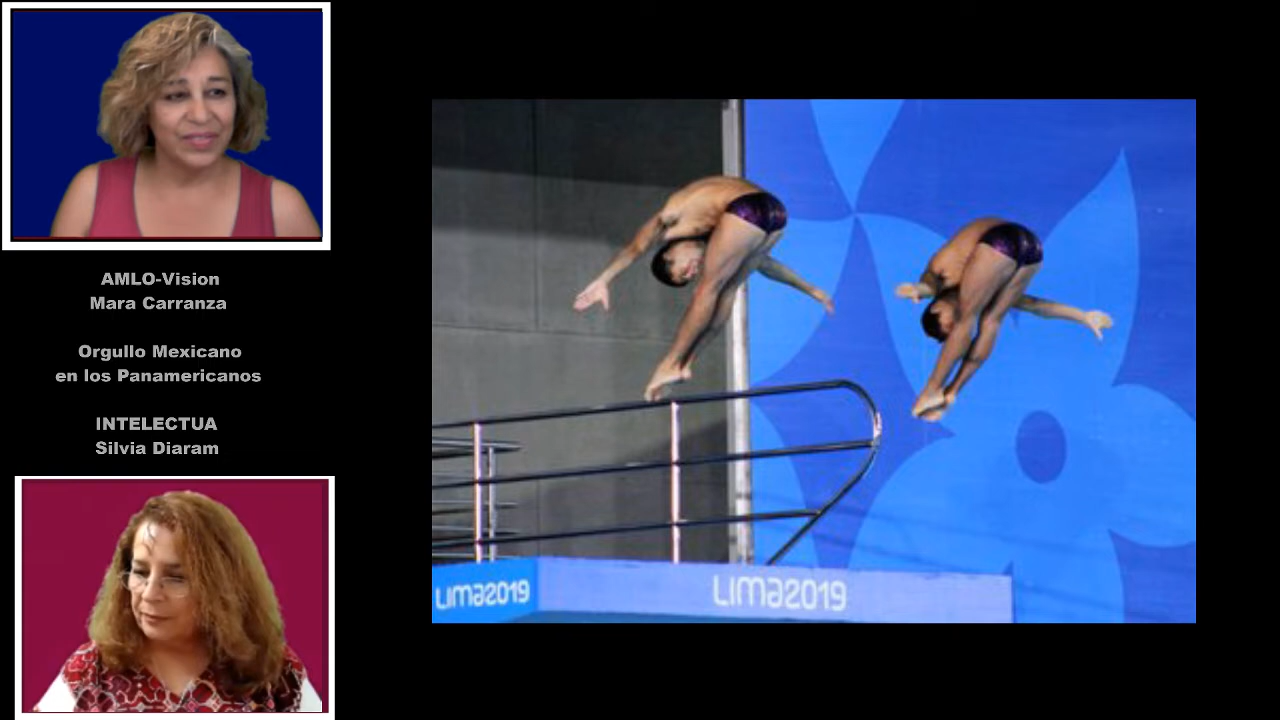 AMLO-Vision
Mara Carranza
Orgullo Mexicano
en los Panamericanos
INTELECTUA
Silvia Diaram
Lima2019
Lima2019